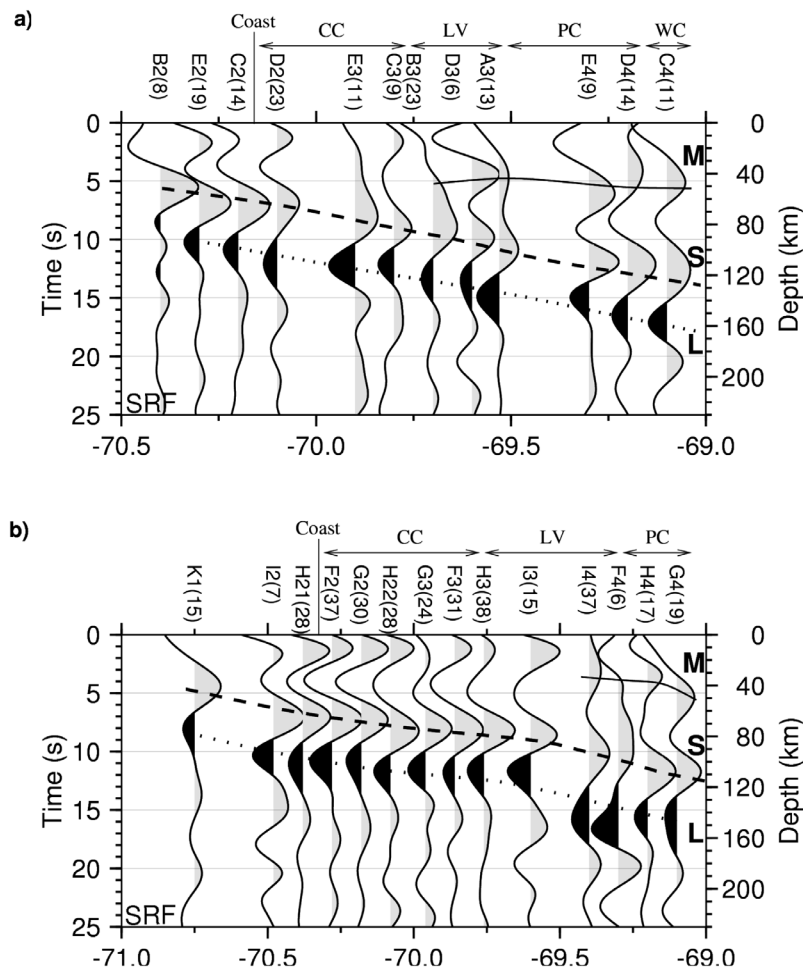 a)
Coast
CC
LV
PC
WC
B2(8)
E2(19)
C2(14)
D2(23)
E3(11)
C3(9)
B3(23)
D3(6)
A3(13)
E4(9)
D4(14)
C4(11)
0
5
10
15
20
25
Time (s)
0
40
80
120
160
200
Depth (km)
M
S
L
SRF
-70.5
-70.0
-69.5
-69.0
b)
Coast
CC
LV
PC
K1(15)
I2(7)
H21(28)
F2(37)
G2(30)
H22(28)
G3(24)
F3(31)
H3(38)
I3(15)
I4(37)
F4(6)
H4(17)
G4(19)
0
5
10
15
20
25
Time (s)
0
40
80
120
160
200
Depth (km)
M
S
L
SRF
-71.0
-70.5
-70.0
-69.5
-69.0